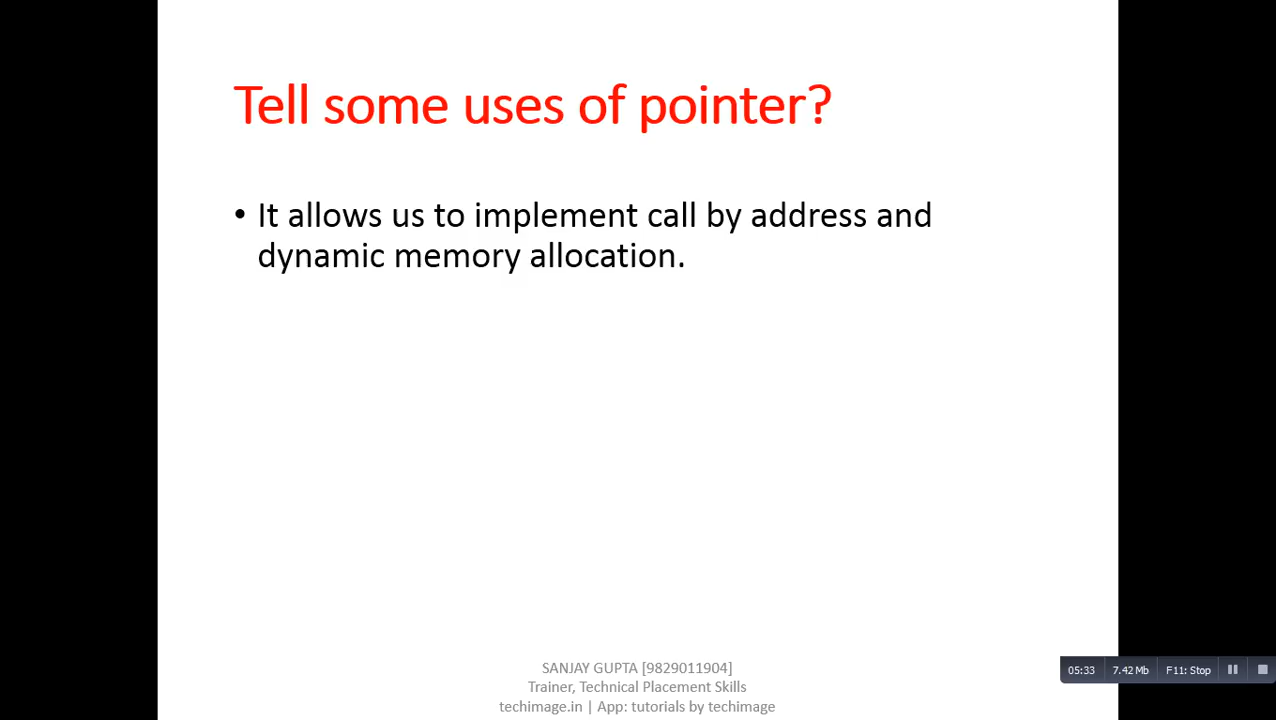 Tell some uses of pointer?
• It allows us to implement call by address and
dynamic memory allocation.
SANJAY GUPTA [9829011904]
Trainer, Technical Placement Skills
techimage.in | App: tutorials by techimage
05:33 7.42 Mb F11: Stop